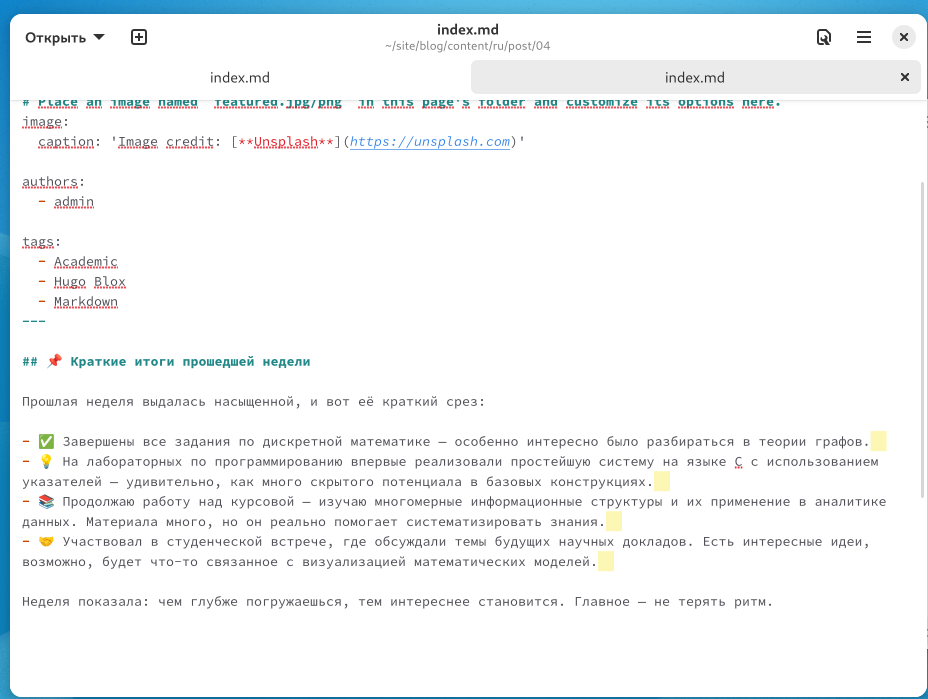 Открыть
index.md
~/site/blog/content/ru/post/04
index.md
index.md
# Place an image named `featured.jpg/png` in this page's folder and customize its options here.
image:
caption: 'Image credit: [**Unsplash**](https://unsplash.com)'
authors:
- admin
tags:
- Academic
- Hugo Blox
- Markdown
---
## 📌 Краткие итоги прошедшей недели
Прошлая неделя выдалась насыщенной, и вот её краткий срез:
- ✅ Завершены все задания по дискретной математике — особенно интересно было разбираться в теории графов.
- 💡 На лабораторных по программированию впервые реализовали простейшую систему на языке C с использованием
указателей — удивительно, как много скрытого потенциала в базовых конструкциях.
- 📚 Продолжаю работу над курсовой — изучаю многомерные информационные структуры и их применение в аналитике
данных. Материала много, но он реально помогает систематизировать знания.
- 🤝 Участвовал в студенческой встрече, где обсуждали темы будущих научных докладов. Есть интересные идеи,
возможно, будет что-то связанное с визуализацией математических моделей.
Неделя показала: чем глубже погружаешься, тем интереснее становится. Главное — не терять ритм.